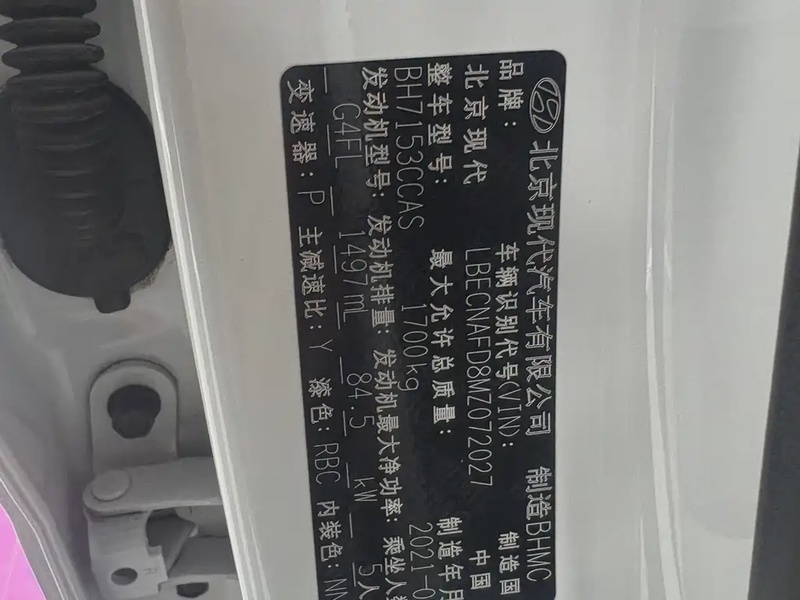 北京现代汽车有限公司 制造BHMC
品牌: 车辆识别代号(VIN): 制造国
北京现代 LBECNAFD8MZ072027 中国
整车型号: 最大允许总质量: 制造年月
BH7153CCAS 1700kg 2021-0
发动机型号: 发动机排量: 发动机最大净功率: 乘坐人数
G4FL 1497mL 84.5 kW 5人
变速器: P 主减速比: Y 漆色: RBC 内装色: NN